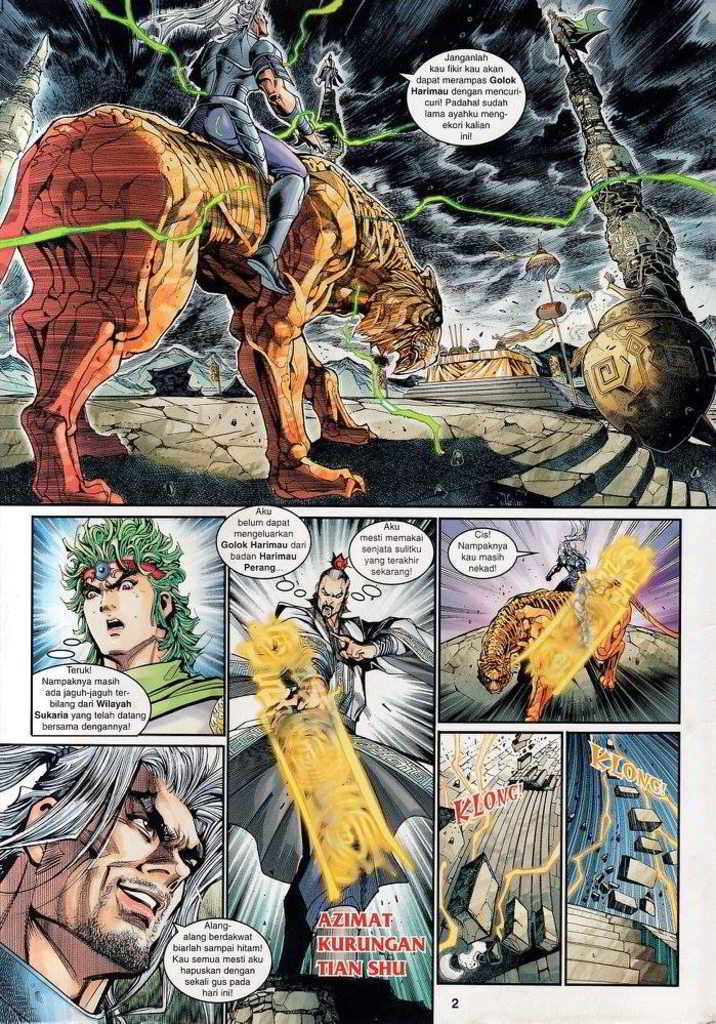 Janganlah
kau fikir kau akan
dapat merampas Golok
Harimau dengan mencuri-
curi! Padahal sudah
lama ayahku meng-
ekori kalian
ini!
Teruk!
Nampaknya masih
ada jaguh-jaguh ter-
bilang dari Wilayah
Sukaria yang telah datang
bersama dengannya!
Aku
belum dapat
mengeluarkan
Golok Harimau dari
badan Harimau
Perang...
Aku
mesti memakai
senjata sulitku
yang terakhir
sekarang!
Cis!
Nampaknya
kau masih
nekad!
Alang-
alang berdakwat
biarlah sampai hitam!
Kau semua mesti aku
hapuskan dengan
sekali gus pada
hari ini!
AZIMAT
KURUNGAN
TIAN SHU
KLONG!
KLONG!
2